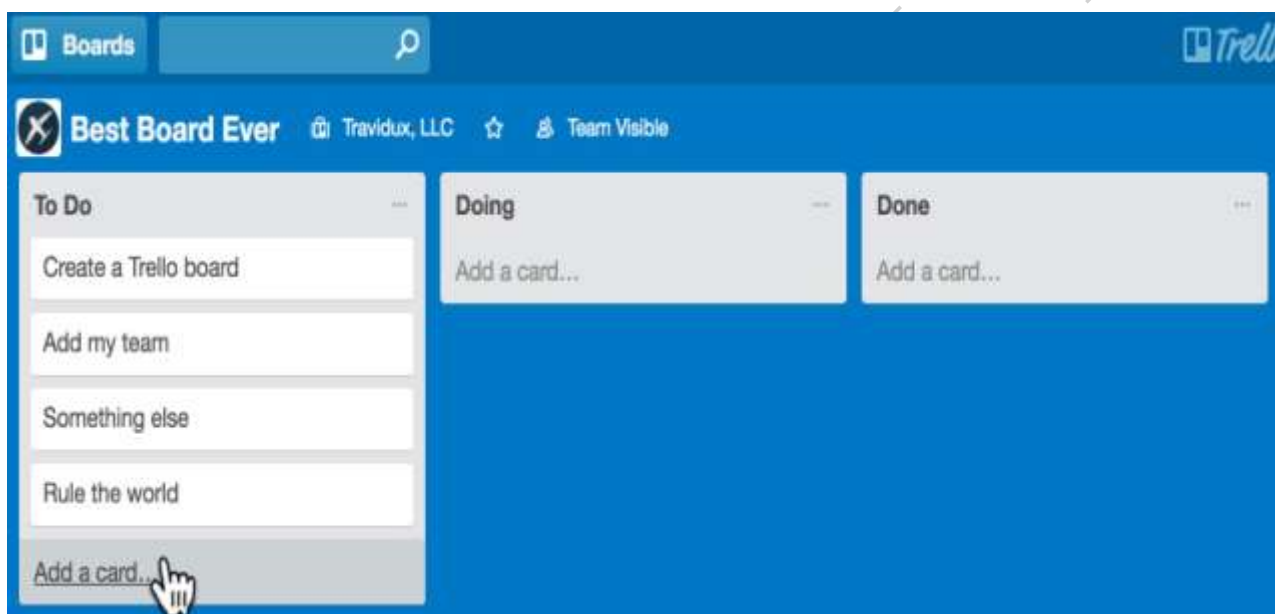 Boards
Trell
Best Board Ever Travidux, LLC Team Visible
To Do
Create a Trello board
Add my team
Something else
Rule the world
Add a card...
Doing
Add a card...
Done
Add a card...